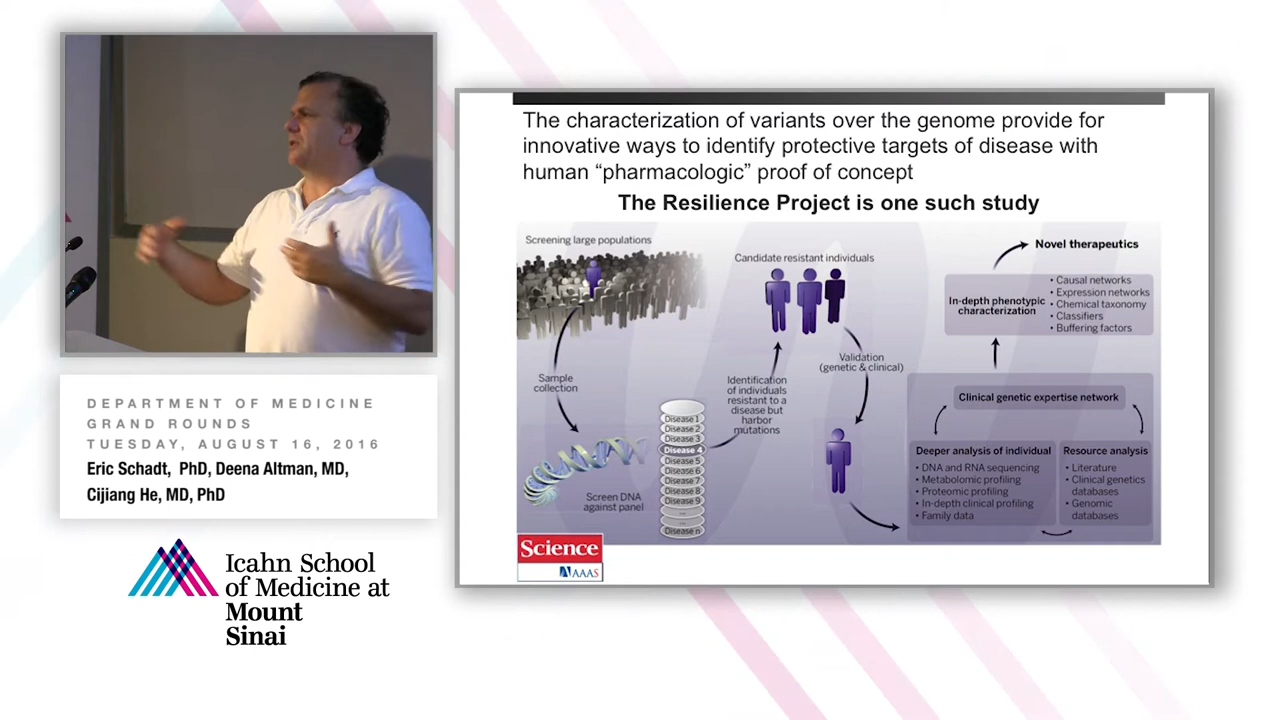 DEPARTMENT OF MEDICINE
GRAND ROUNDS
TUESDAY, AUGUST 16, 2016
Eric Schadt, PhD, Deena Altman, MD,
Cijiang He, MD, PhD
Icahn School
of Medicine at
Mount
Sinai
The characterization of variants over the genome provide for
innovative ways to identify protective targets of disease with
human “pharmacologic” proof of concept
The Resilience Project is one such study
Screening large populations
Sample
collection
Screen DNA
against panel
Disease 1
Disease 2
Disease 3
Disease 4
Disease 5
Disease 6
Disease 7
Disease 8
Disease 9
...
Disease n
Identification
of individuals
resistant to a
disease but
harbor
mutations
Candidate resistant individuals
Validation
(genetic & clinical)
Clinical genetic expertise network
Deeper analysis of individual
• DNA and RNA sequencing
• Metabolomic profiling
• Proteomic profiling
• In-depth clinical profiling
• Family data
Resource analysis
• Literature
• Clinical genetics
databases
• Genomic
databases
In-depth phenotypic
characterization
• Causal networks
• Expression networks
• Chemical taxonomy
• Classifiers
• Buffering factors
Novel therapeutics
Science
AAAS